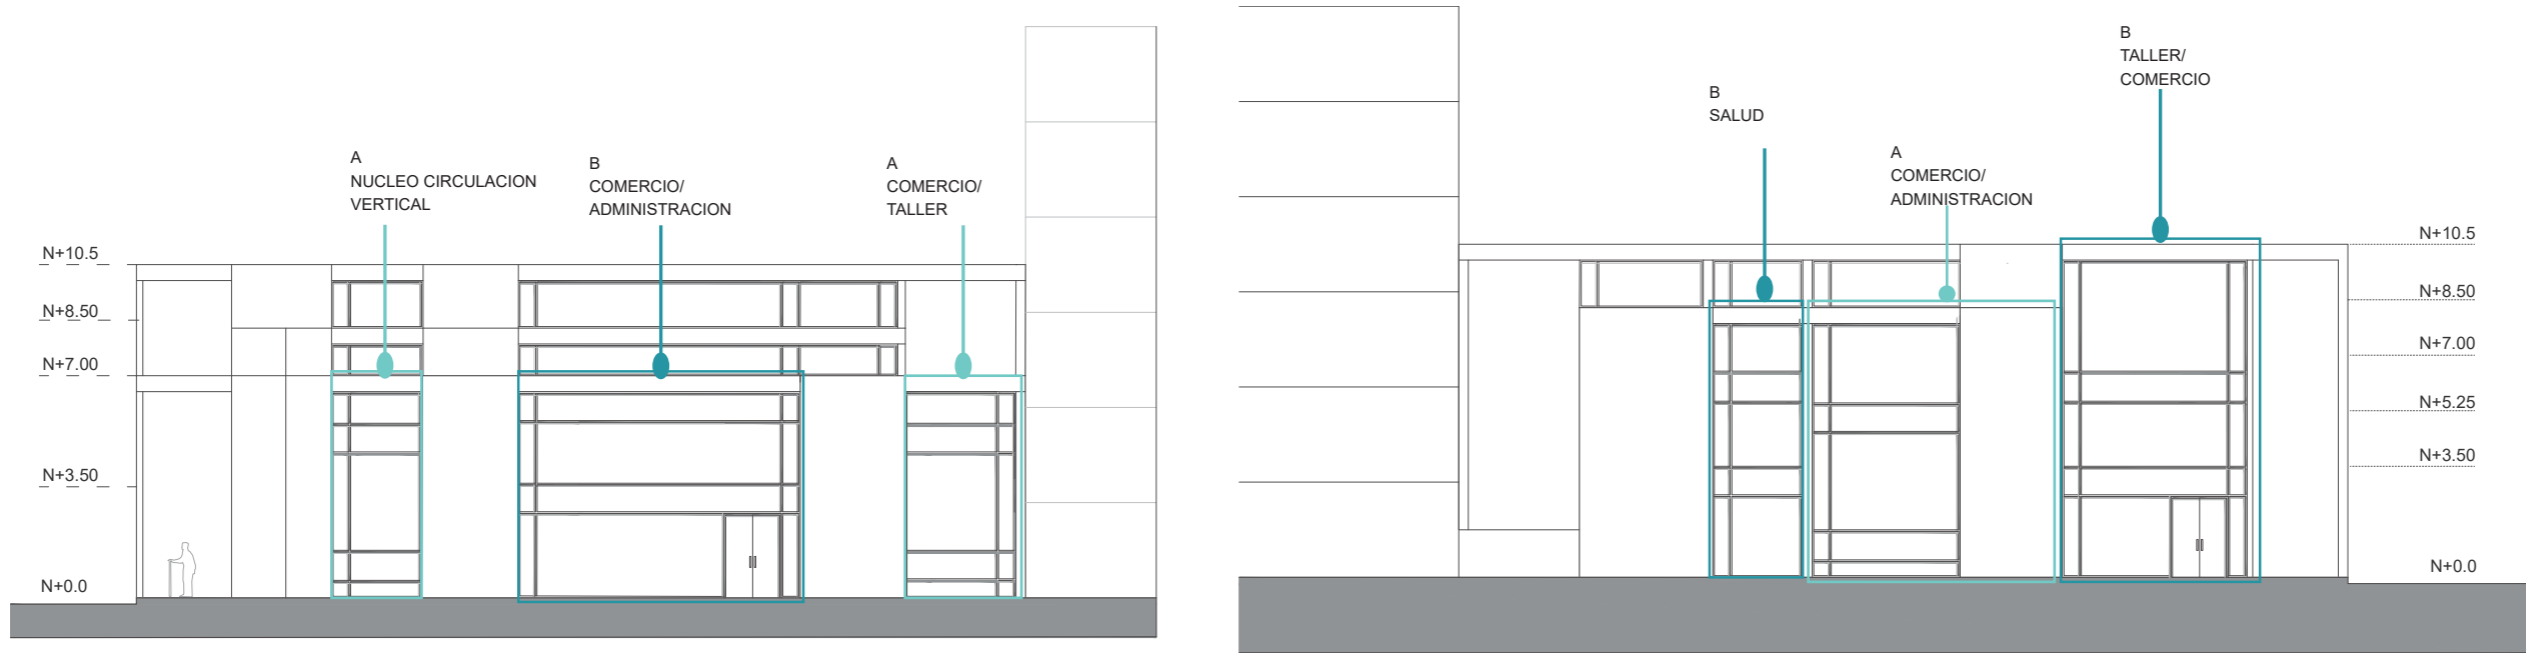 A
NUCLEO CIRCULACION
VERTICAL
B
COMERCIO/
ADMINISTRACION
A
COMERCIO/
TALLER
N+10.5
N+8.50
N+7.00
N+3.50
N+0.0
B
SALUD
A
COMERCIO/
ADMINISTRACION
B
TALLER/
COMERCIO
N+10.5
N+8.50
N+7.00
N+5.25
N+3.50
N+0.0